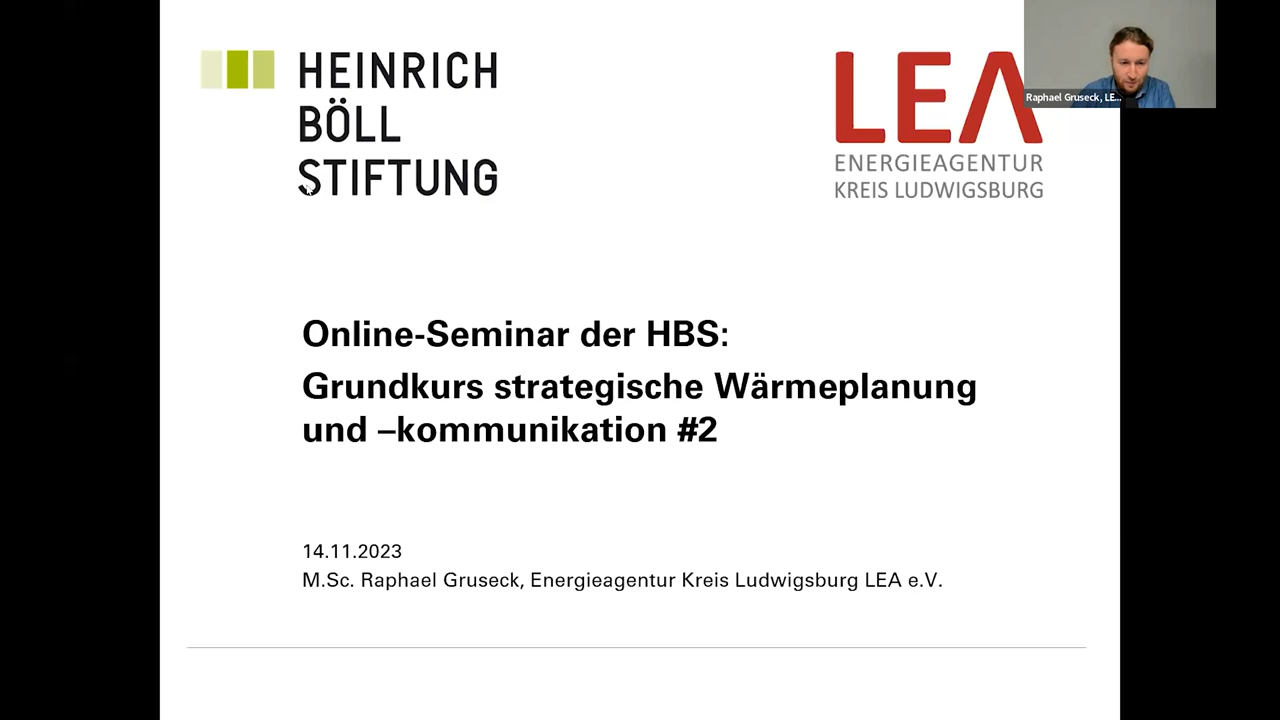 HEINRICH
BÖLL
STIFTUNG
LEA
ENERGIEAGENTUR
KREIS LUDWIGSBURG
Raphael Gruseck, LE...
Online-Seminar der HBS:
Grundkurs strategische Wärmeplanung
und –kommunikation #2
14.11.2023
M.Sc. Raphael Gruseck, Energieagentur Kreis Ludwigsburg LEA e.V.